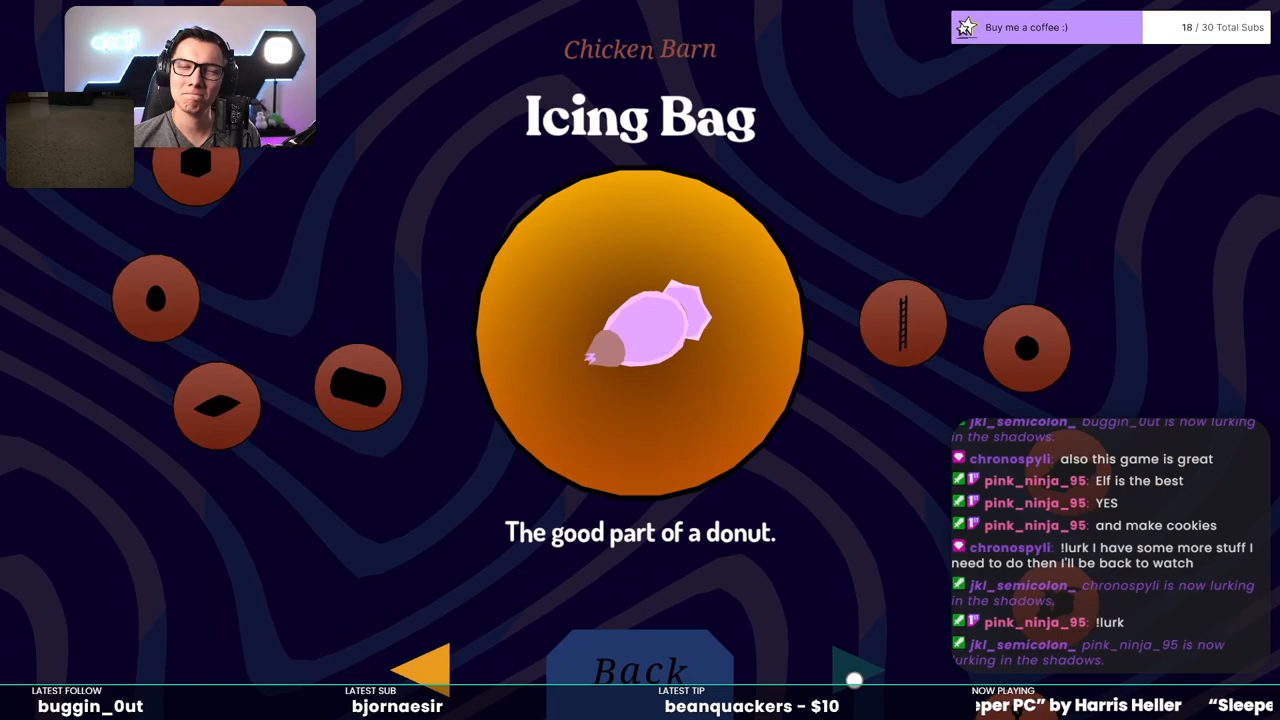 Chicken Barn
Icing Bag
The good part of a donut.
Back
Buy me a coffee :)
18 / 30 Total Subs
jkl_semicolon_ buggin_0ut is now lurking
in the shadows.
chronospyli: also this game is great
pink_ninja_95: Elf is the best
pink_ninja_95: YES
pink_ninja_95: and make cookies
chronospyli: !lurk I have some more stuff I
need to do then I'll be back to watch
jkl_semicolon_ chronospyli is now lurking
in the shadows.
pink_ninja_95: !lurk
jkl_semicolon_ pink_ninja_95 is now
lurking in the shadows.
LATEST FOLLOW
buggin_0ut
LATEST SUB
bjornaesir
LATEST TIP
beanquackers - $10
NOW PLAYING
eper PC” by Harris Heller “Sleepe